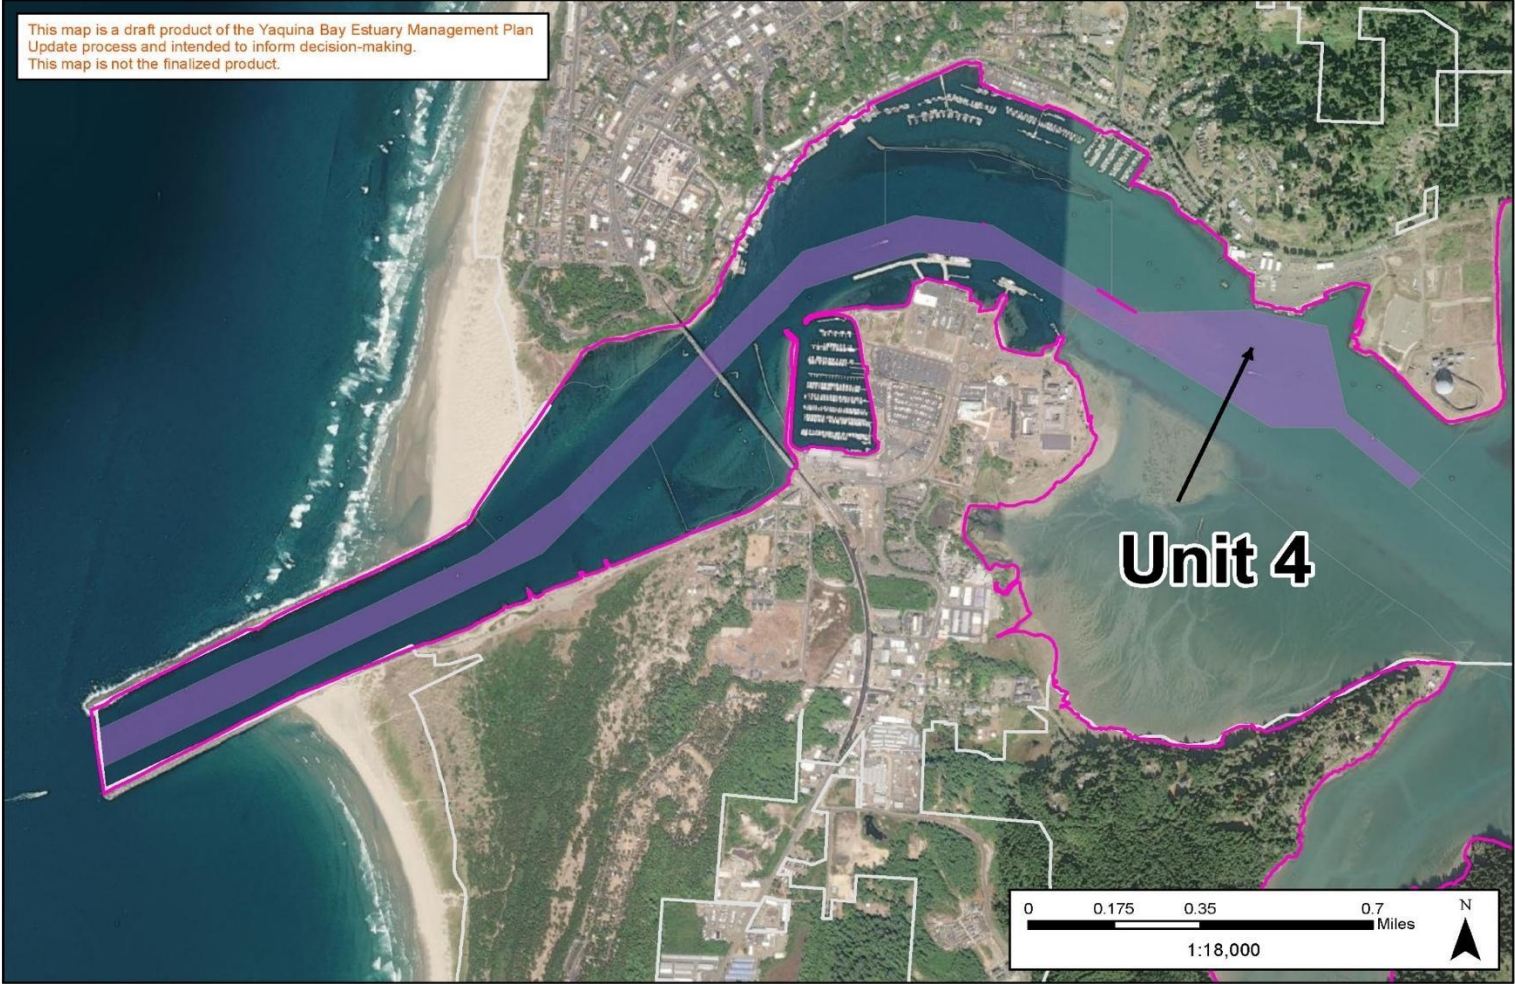 This map is a draft product of the Yaquina Bay Estuary Management Plan
Update process and intended to inform decision-making.
This map is not the finalized product.
Unit 4
0 0.175 0.35 0.7
Miles
1:18,000
N